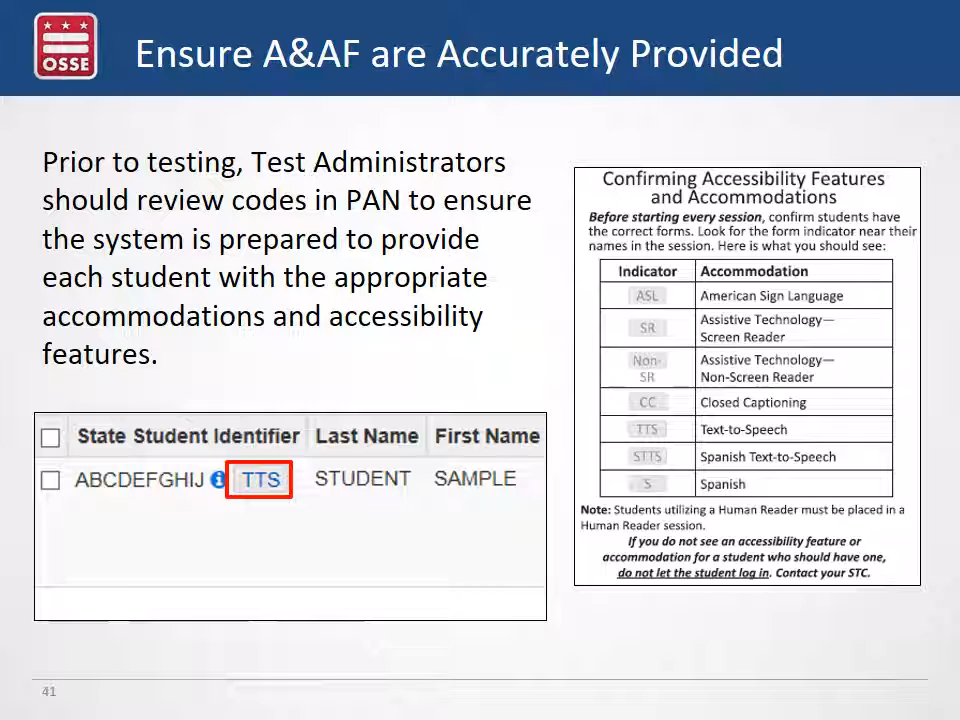 OSSE
Ensure A&AF are Accurately Provided
Prior to testing, Test Administrators
should review codes in PAN to ensure
the system is prepared to provide
each student with the appropriate
accommodations and accessibility
features.
State Student Identifier Last Name First Name
ABCDEFGHIJ i TTS STUDENT SAMPLE
Confirming Accessibility Features
and Accommodations
Before starting every session, confirm students have
the correct forms. Look for the form indicator near their
names in the session. Here is what you should see:
Indicator Accommodation
ASL American Sign Language
SR Assistive Technology—
Screen Reader
Non- Assistive Technology—
SR Non-Screen Reader
CC Closed Captioning
TTS Text-to-Speech
STTS Spanish Text-to-Speech
S Spanish
Note: Students utilizing a Human Reader must be placed in a
Human Reader session.
If you do not see an accessibility feature or
accommodation for a student who should have one,
do not let the student log in. Contact your STC.
41